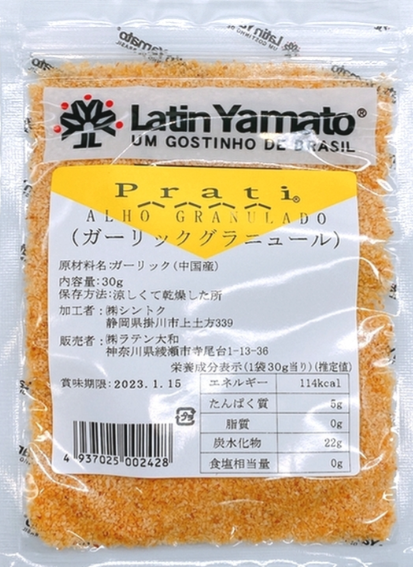 Latin Yamato®
UM GOSTINHO DE BRASIL
Prati®
ALHO GRANULADO
(ガーリックグラニュール)
原材料名:ガーリック(中国産)
内容量:30g
保存方法:涼しくて乾燥した所
加工者:㈱シントク
静岡県掛川市上土方339
販売者:㈱ラテン大和
神奈川県綾瀬市寺尾台1-13-36
栄養成分表示(1袋30g当り)(推定値)
賞味期限:2023.1.15
エネルギー 114kcal
たんぱく質 5g
脂質 0g
炭水化物 22g
食塩相当量 0g
プラ
4 937025 002428